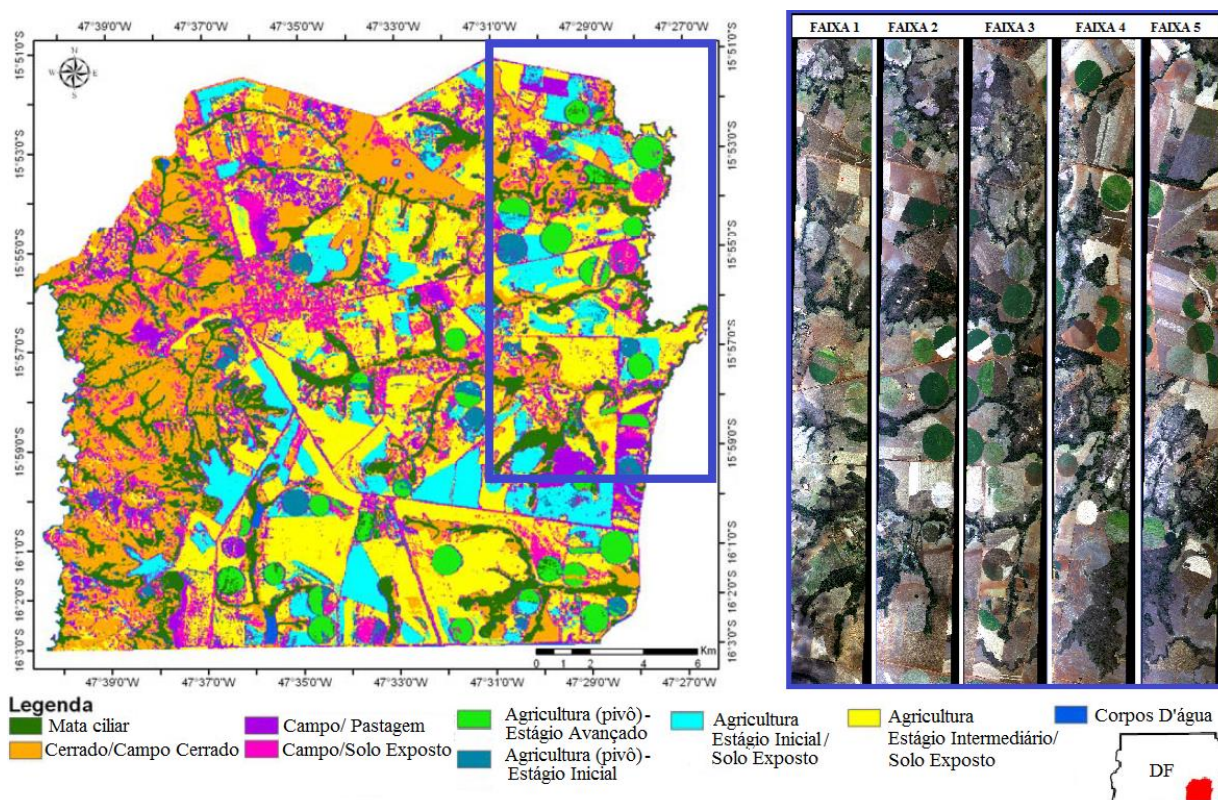 47°39'0"W 47°37'0"W 47°35'0"W 47°33'0"W 47°31'0"W 47°29'0"W 47°27'0"W
FAIXA 1 FAIXA 2 FAIXA 3 FAIXA 4 FAIXA 5
N
W E
S
15°51'0"S 15°51'0"S
15°53'0"S 15°53'0"S
15°55'0"S 15°55'0"S
15°57'0"S 15°57'0"S
15°59'0"S 15°59'0"S
16°1'0"S 16°1'0"S
16°2'0"S 16°2'0"S
16°3'0"S 16°3'0"S
Km
0 1 2 4 6
47°39'0"W 47°37'0"W 47°35'0"W 47°33'0"W 47°31'0"W 47°29'0"W 47°27'0"W
Legenda
Mata ciliar
Cerrado/Campo Cerrado
Campo/ Pastagem
Campo/Solo Exposto
Agricultura (pivô) -
Estágio Avançado
Agricultura (pivô) -
Estágio Inicial
Agricultura
Estágio Inicial /
Solo Exposto
Agricultura
Estágio Intermediário/
Solo Exposto
Corpos D'água
DF